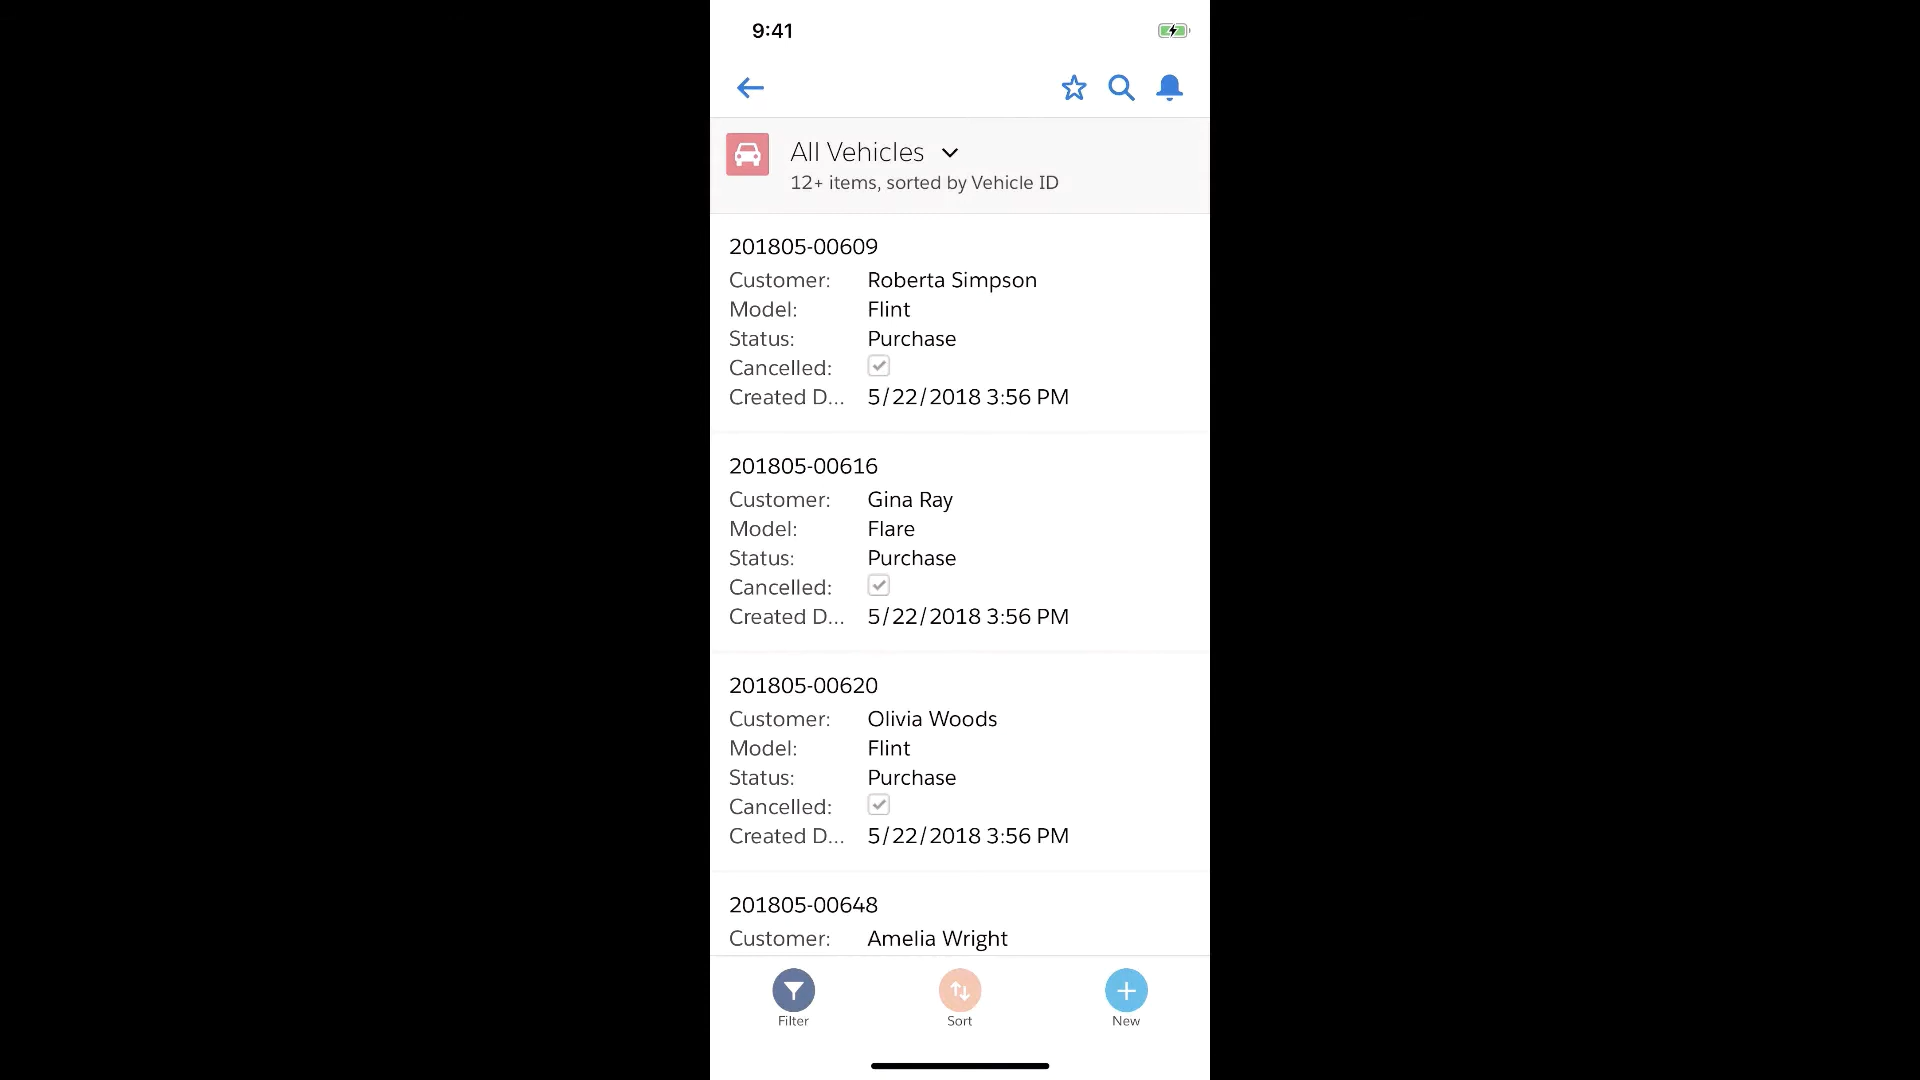 9:41
All Vehicles
12+ items, sorted by Vehicle ID
201805-00609
Customer: Roberta Simpson
Model: Flint
Status: Purchase
Cancelled:
Created D... 5/22/2018 3:56 PM
201805-00616
Customer: Gina Ray
Model: Flare
Status: Purchase
Cancelled:
Created D... 5/22/2018 3:56 PM
201805-00620
Customer: Olivia Woods
Model: Flint
Status: Purchase
Cancelled:
Created D... 5/22/2018 3:56 PM
201805-00648
Customer: Amelia Wright
Filter Sort New